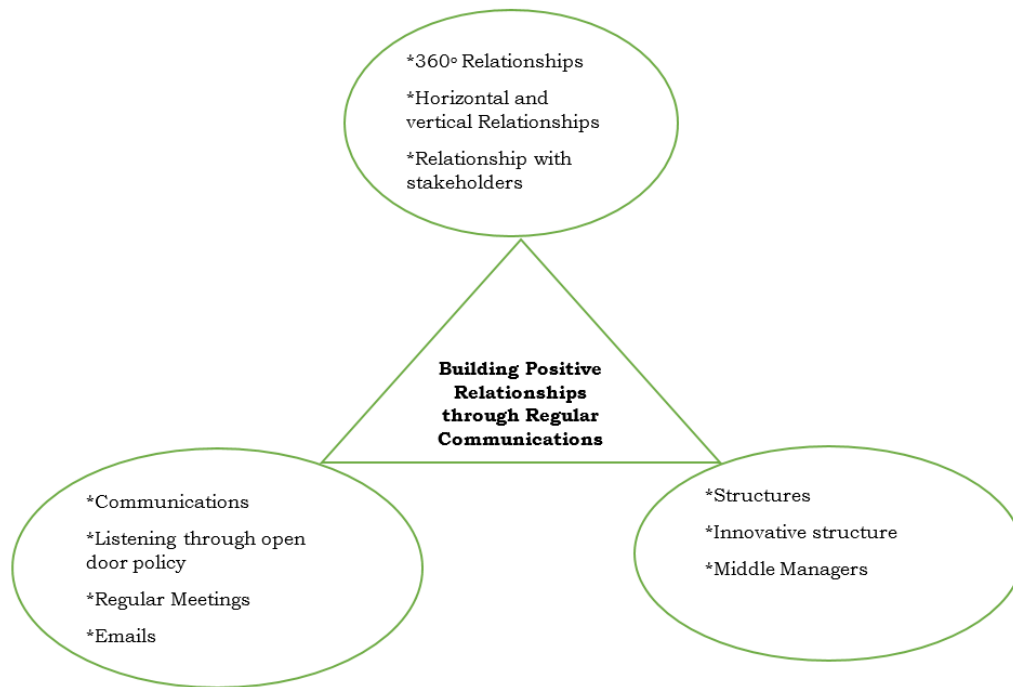 *360° Relationships
*Horizontal and
vertical Relationships
*Relationship with
stakeholders
Building Positive
Relationships
through Regular
Communications
*Communications
*Listening through open
door policy
*Regular Meetings
*Emails
*Structures
*Innovative structure
*Middle Managers